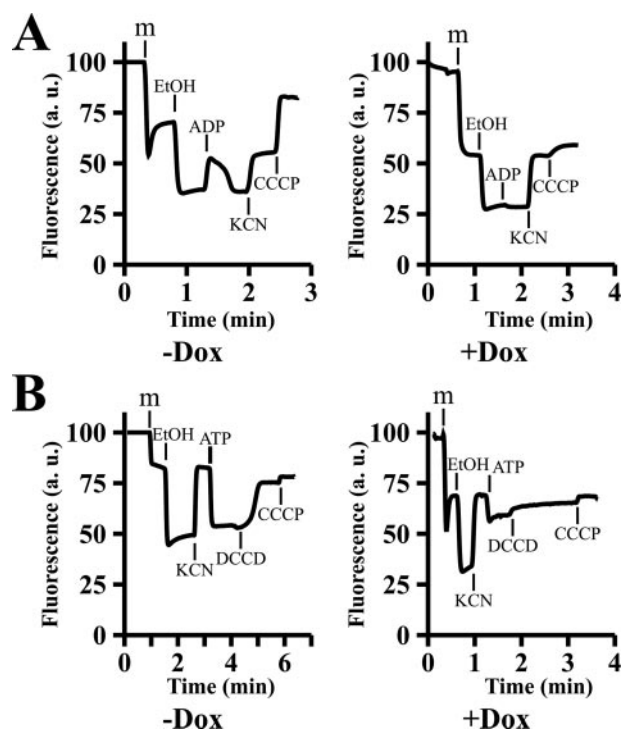 A
m
EtOH
ADP
KCN
CCCP
Fluorescence (a. u.)
100
75
50
25
0
0 1 2 3
Time (min)
-Dox
m
EtOH
ADP
KCN
CCCP
Fluorescence (a. u.)
100
75
50
25
0
0 1 2 3 4
Time (min)
+Dox
B
m
EtOH
ATP
KCN
DCCD
CCCP
Fluorescence (a. u.)
100
75
50
25
0
0 2 4 6
Time (min)
-Dox
m
EtOH
ATP
KCN
DCCD
CCCP
Fluorescence (a. u.)
100
75
50
25
0
0 1 2 3 4
Time (min)
+Dox